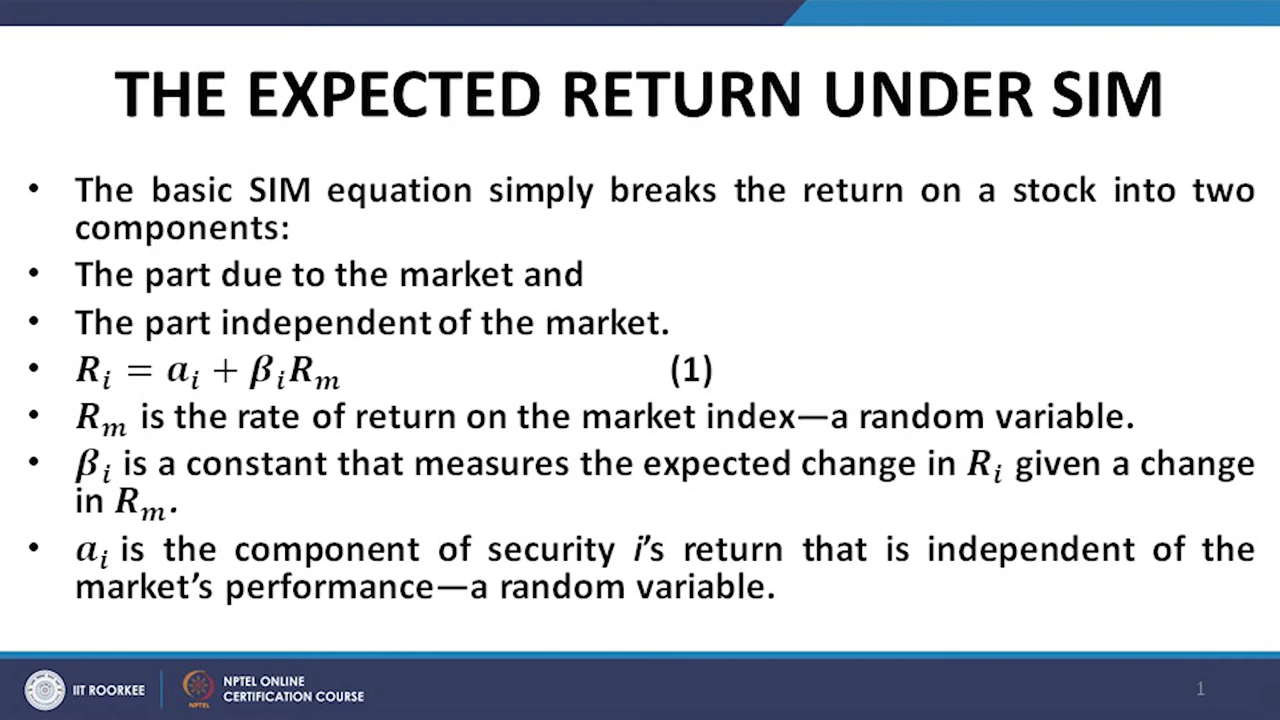 THE EXPECTED RETURN UNDER SIM
• The basic SIM equation simply breaks the return on a stock into two
components:
• The part due to the market and
• The part independent of the market.
• Rᵢ = aᵢ + βᵢRₘ (1)
• Rₘ is the rate of return on the market index—a random variable.
• βᵢ is a constant that measures the expected change in Rᵢ given a change
in Rₘ.
• aᵢ is the component of security i's return that is independent of the
market's performance—a random variable.
IIT ROORKEE
NPTEL
NPTEL ONLINE
CERTIFICATION COURSE
1